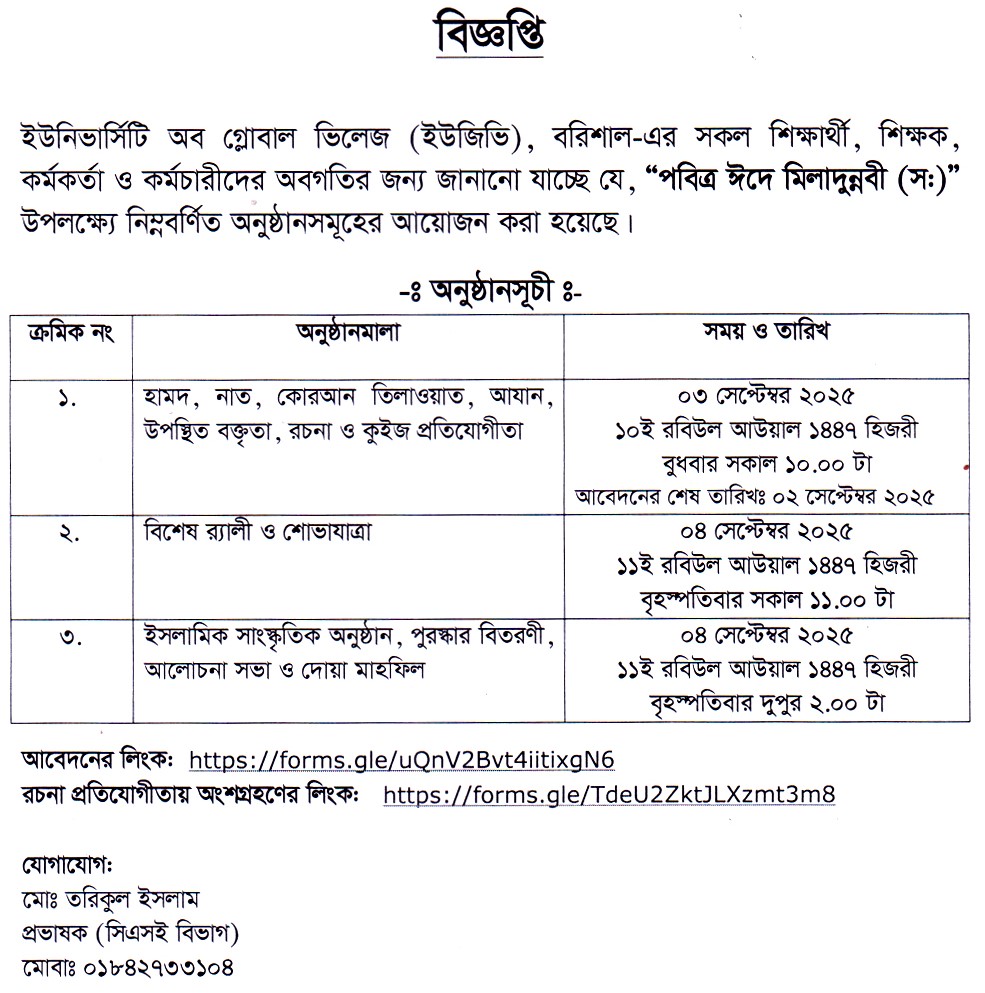 বিজ্ঞপ্তি
ইউনিভার্সিটি অব গ্লোবাল ভিলেজ (ইউজিভি), বরিশাল-এর সকল শিক্ষার্থী, শিক্ষক,
কর্মকর্তা ও কর্মচারীদের অবগতির জন্য জানানো যাচ্ছে যে, “পবিত্র ঈদে মিলাদুন্নবী (স:)”
উপলক্ষ্যে নিম্নবর্ণিত অনুষ্ঠানসমূহের আয়োজন করা হয়েছে।
-ঃ অনুষ্ঠানসূচী ঃ-
ক্রমিক নং অনুষ্ঠানমালা সময় ও তারিখ
১. হামদ, নাত, কোরআন তিলাওয়াত, আযান, ০৩ সেপ্টেম্বর ২০২৫
উপস্থিত বক্তৃতা, রচনা ও কুইজ প্রতিযোগীতা ১০ই রবিউল আউয়াল ১৪৪৭ হিজরী
বুধবার সকাল ১০.০০ টা
আবেদনের শেষ তারিখঃ ০২ সেপ্টেম্বর ২০২৫
২. বিশেষ র‍্যালী ও শোভাযাত্রা ০৪ সেপ্টেম্বর ২০২৫
১১ই রবিউল আউয়াল ১৪৪৭ হিজরী
বৃহস্পতিবার সকাল ১১.০০ টা
৩. ইসলামিক সাংস্কৃতিক অনুষ্ঠান, পুরস্কার বিতরণী, ০৪ সেপ্টেম্বর ২০২৫
আলোচনা সভা ও দোয়া মাহফিল ১১ই রবিউল আউয়াল ১৪৪৭ হিজরী
বৃহস্পতিবার দুপুর ২.০০ টা
আবেদনের লিংক: https://forms.gle/uQnV2Bvt4iitixgN6
রচনা প্রতিযোগীতায় অংশগ্রহণের লিংক: https://forms.gle/TdeU2ZktJLXzmt3m8
যোগাযোগ:
মোঃ তরিকুল ইসলাম
প্রভাষক (সিএসই বিভাগ)
মোবাঃ ০১৮৪২৭৩৩১০৪